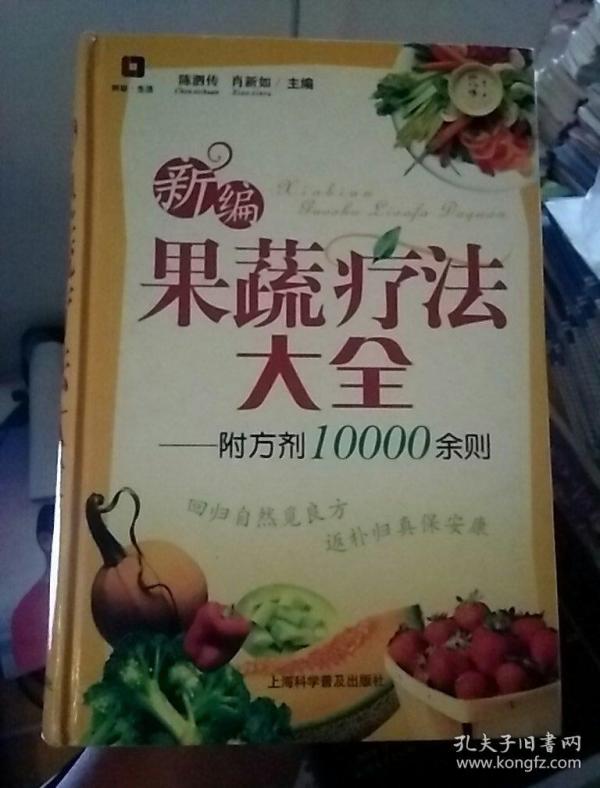 陈泗传 肖新如/主编
Chensichuan Xiaoxinru
新编
Xinbian
Guoshu Liaofa Daquan
果蔬疗法
大全
——附方剂10000余则
回归自然觅良方
返朴归真保安康
上海科学普及出版社
孔夫子旧書网
www.kongfz.com